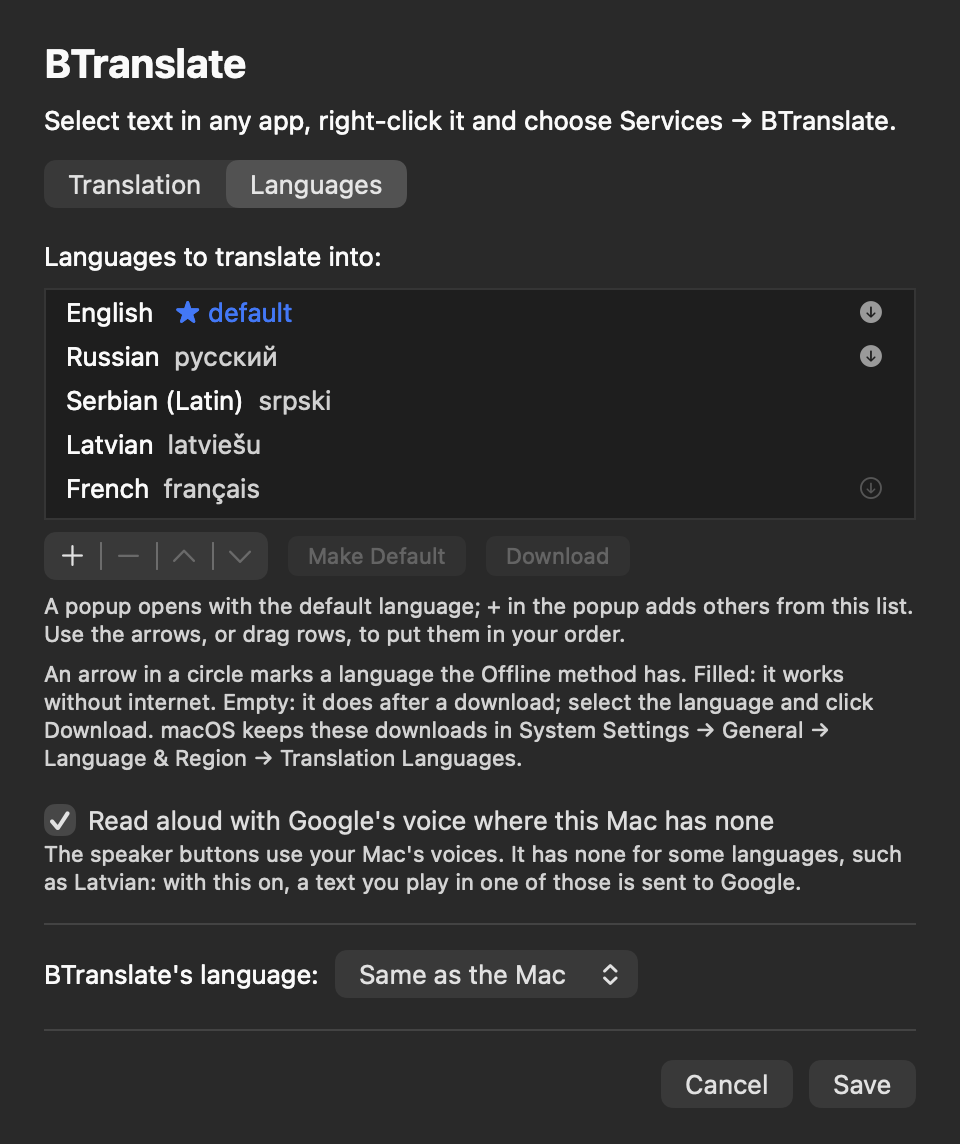 BTranslate
Select text in any app, right-click it and choose Services → BTranslate.
Translation Languages
Languages to translate into:
English ★ default
Russian русский
Serbian (Latin) srpski
Latvian latviešu
French français
Make Default Download
A popup opens with the default language; + in the popup adds others from this list.
Use the arrows, or drag rows, to put them in your order.
An arrow in a circle marks a language the Offline method has. Filled: it works
without internet. Empty: it does after a download; select the language and click
Download. macOS keeps these downloads in System Settings → General →
Language & Region → Translation Languages.
Read aloud with Google's voice where this Mac has none
The speaker buttons use your Mac's voices. It has none for some languages, such
as Latvian: with this on, a text you play in one of those is sent to Google.
BTranslate's language: Same as the Mac
Cancel Save